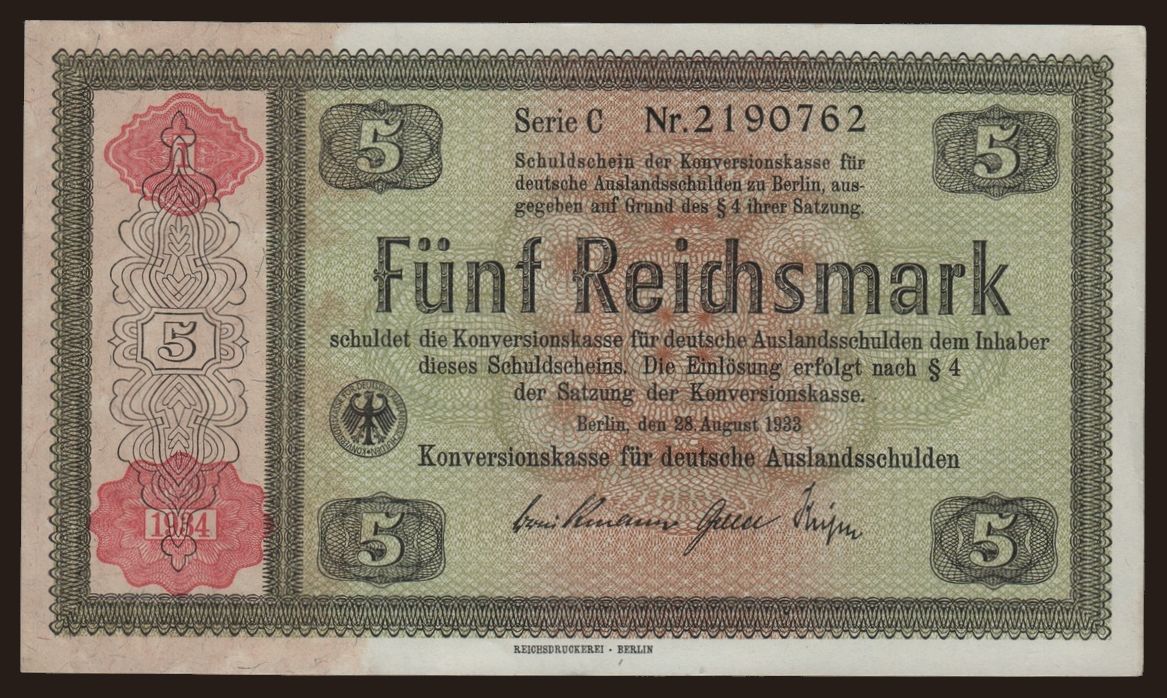 5
Serie C Nr. 2190762
5
Schuldschein der Konversionskasse für
deutsche Auslandsschulden zu Berlin, aus-
gegeben auf Grund des § 4 ihrer Satzung.
Fünf Reichsmark
schuldet die Konversionskasse für deutsche Auslandsschulden dem Inhaber
5
dieses Schuldscheins. Die Einlösung erfolgt nach § 4
der Satzung der Konversionskasse.
Berlin, den 28. August 1933
Konversionskasse für deutsche Auslandsschulden
1934
5
5
REICHSDRUCKEREI · BERLIN